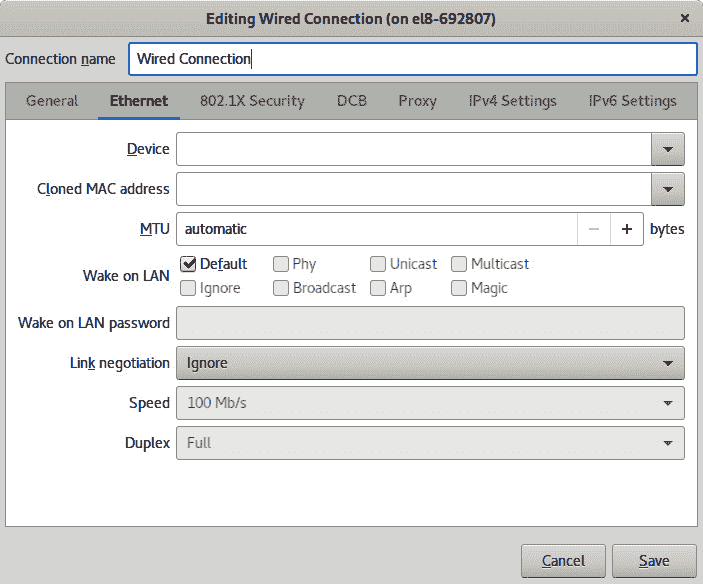 Editing Wired Connection (on el8-692807)
Connection name Wired Connection
General Ethernet 802.1X Security DCB Proxy IPv4 Settings IPv6 Settings
Device
Cloned MAC address
MTU automatic − + bytes
Wake on LAN
Default Phy Unicast Multicast
Ignore Broadcast Arp Magic
Wake on LAN password
Link negotiation Ignore
Speed 100 Mb/s
Duplex Full
Cancel Save